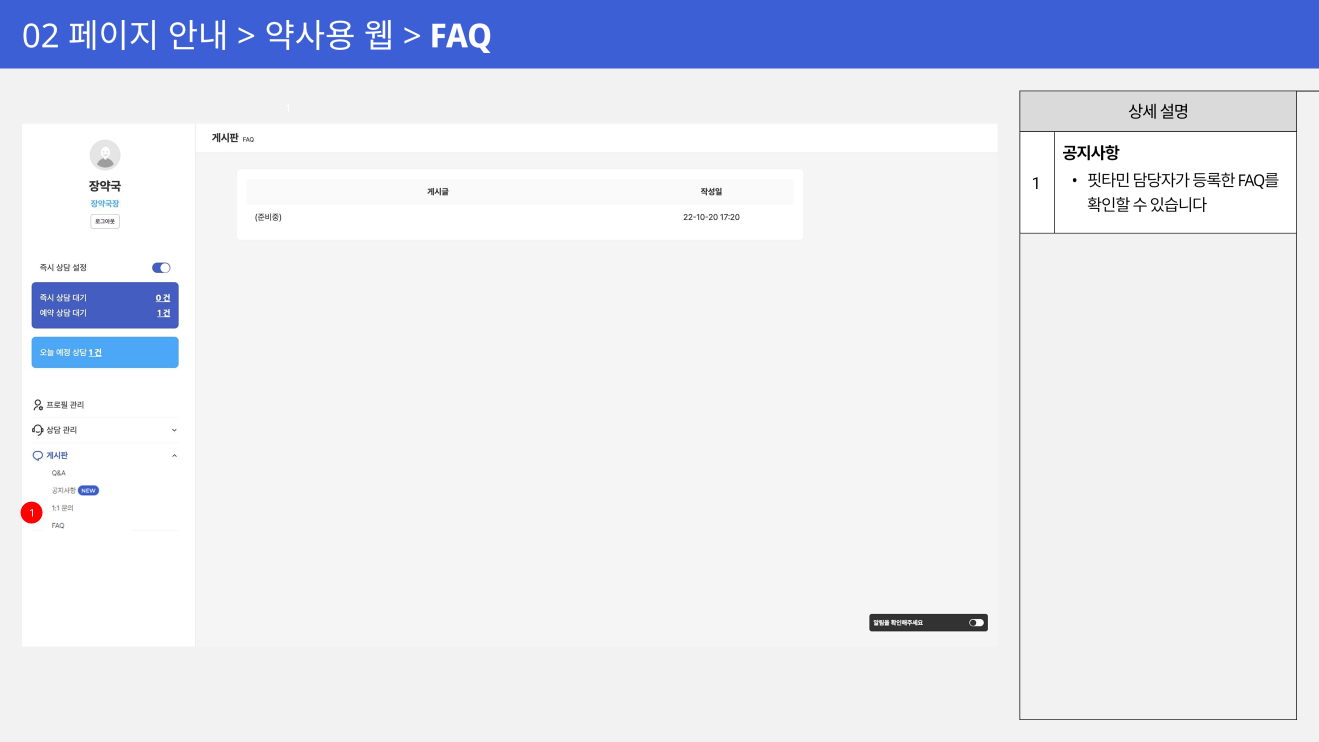 02 페이지 안내 > 약사용 웹 > FAQ
1
장약국
장약국장
로그아웃
즉시 상담 설정
즉시 상담 대기 0 건
예약 상담 대기 1 건
오늘 예정 상담 1 건
프로필 관리
상담 관리
게시판
Q&A
공지사항 NEW
1:1 문의
1
FAQ
게시판 FAQ
게시글 작성일
(준비중) 22-10-20 17:20
알림을 확인해주세요
상세 설명
1
공지사항
• 핏타민 담당자가 등록한 FAQ를
확인할 수 있습니다